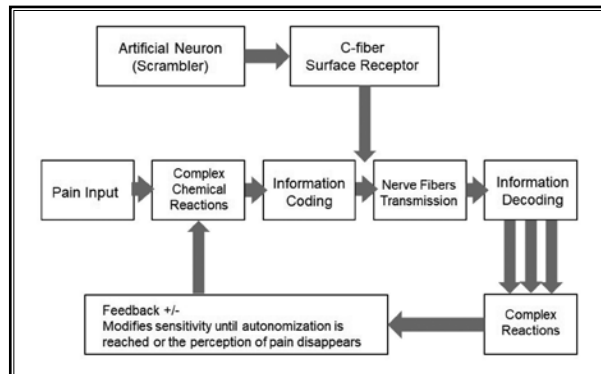 Artificial Neuron
(Scrambler)
C-fiber
Surface Receptor
Pain Input
Complex
Chemical
Reactions
Information
Coding
Nerve Fibers
Transmission
Information
Decoding
Feedback +/-
Modifies sensitivity until autonomization is
reached or the perception of pain disappears
Complex
Reactions